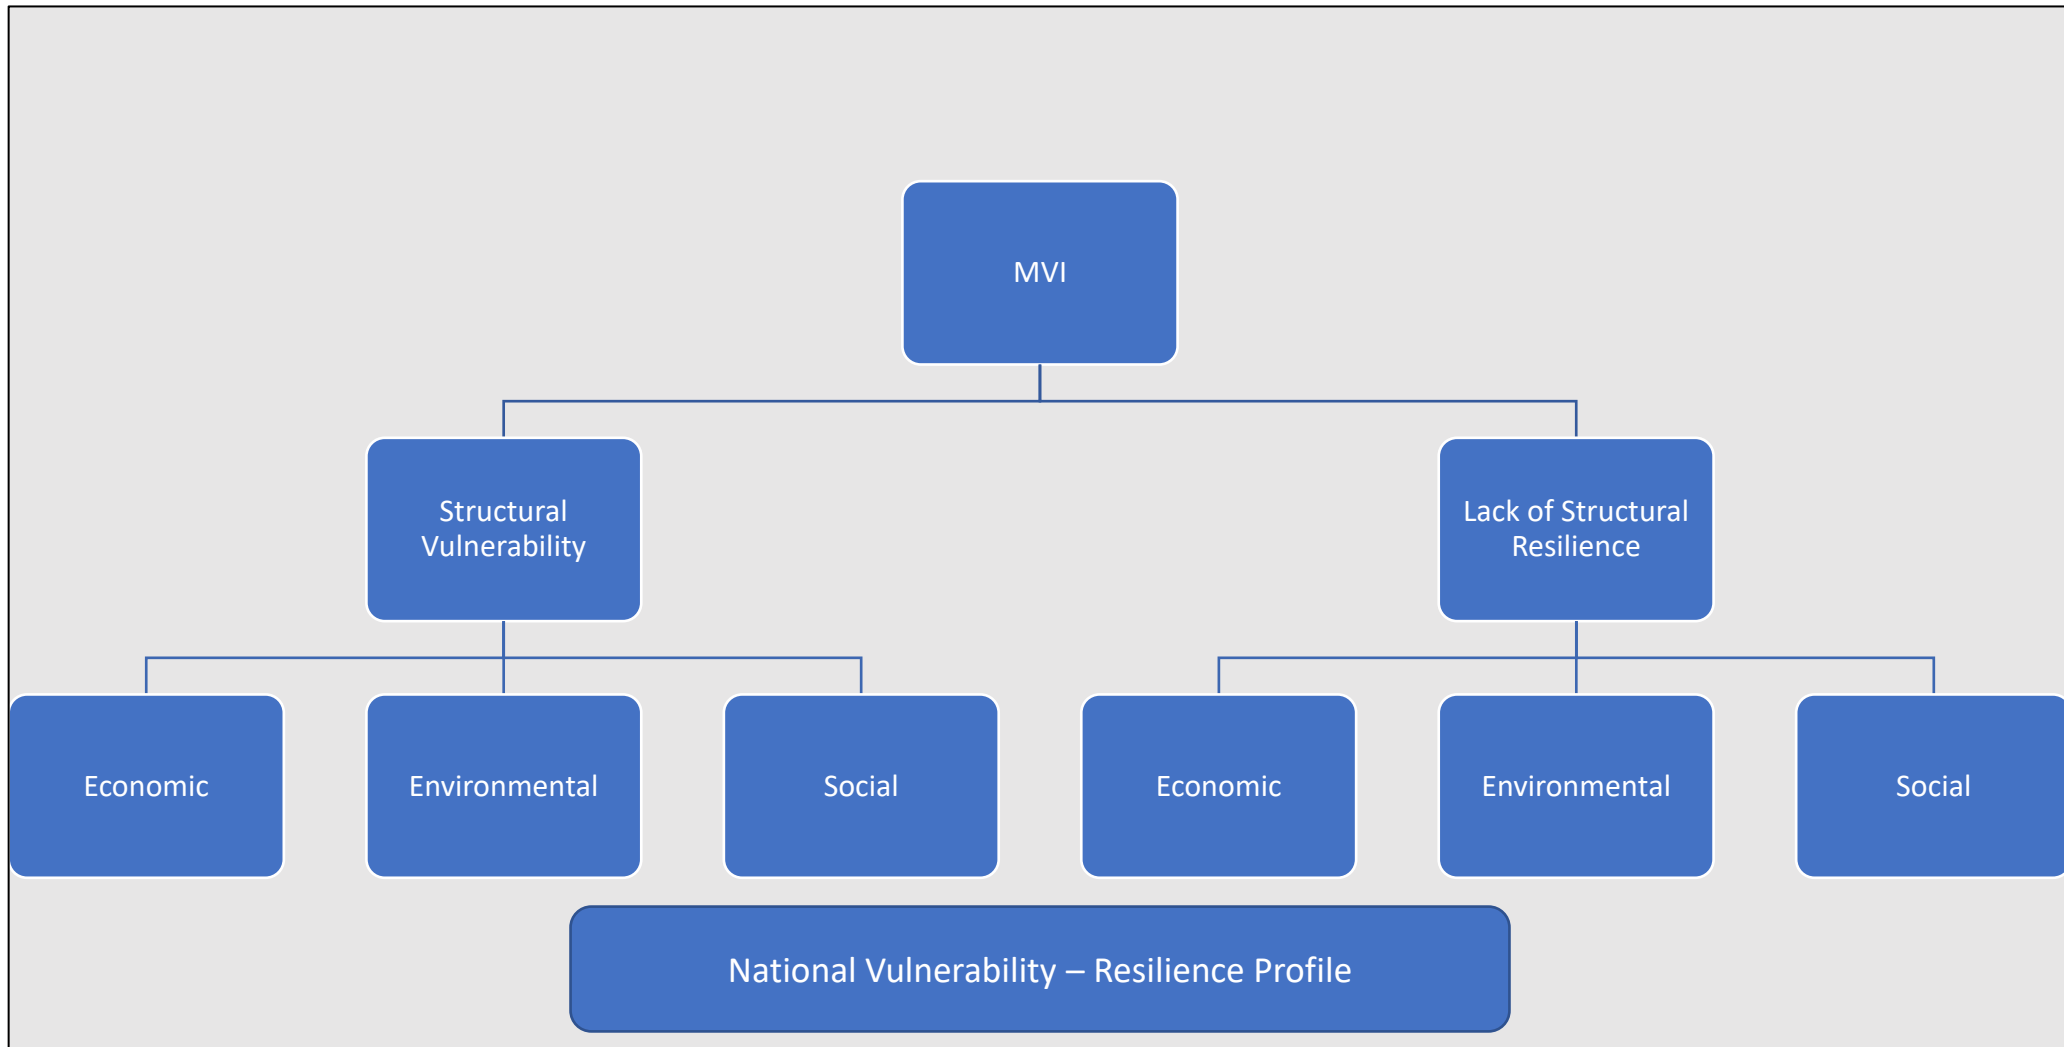 MVI
Structural
Vulnerability
Lack of Structural
Resilience
Economic
Environmental
Social
Economic
Environmental
Social
National Vulnerability – Resilience Profile